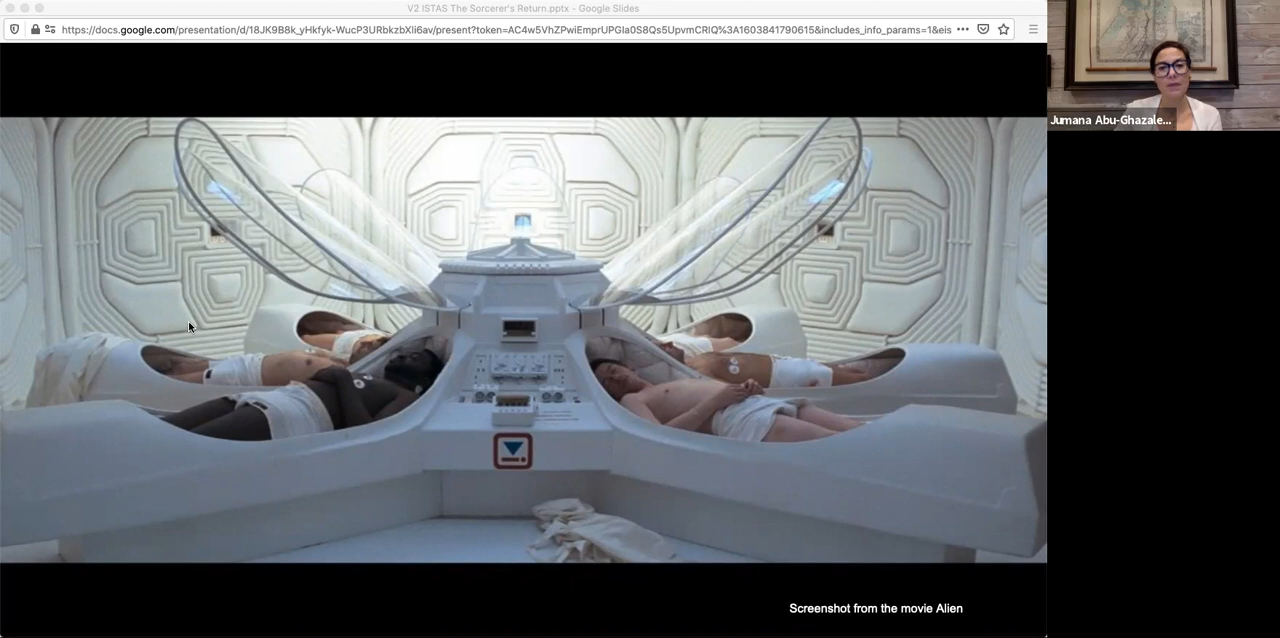 V2 ISTAS The Sorcerer's Return.pptx - Google Slides
https://docs.google.com/presentation/d/18JK9B8k_yHkfyk-WucP3URbkzbXli6av/present?token=AC4w5VhZPwiEmprUPGIa0S8Qs5UpvmCRIQ%3A1603841790615&includes_info_params=1&eis
Jumana Abu-Ghazale...
Screenshot from the movie Alien